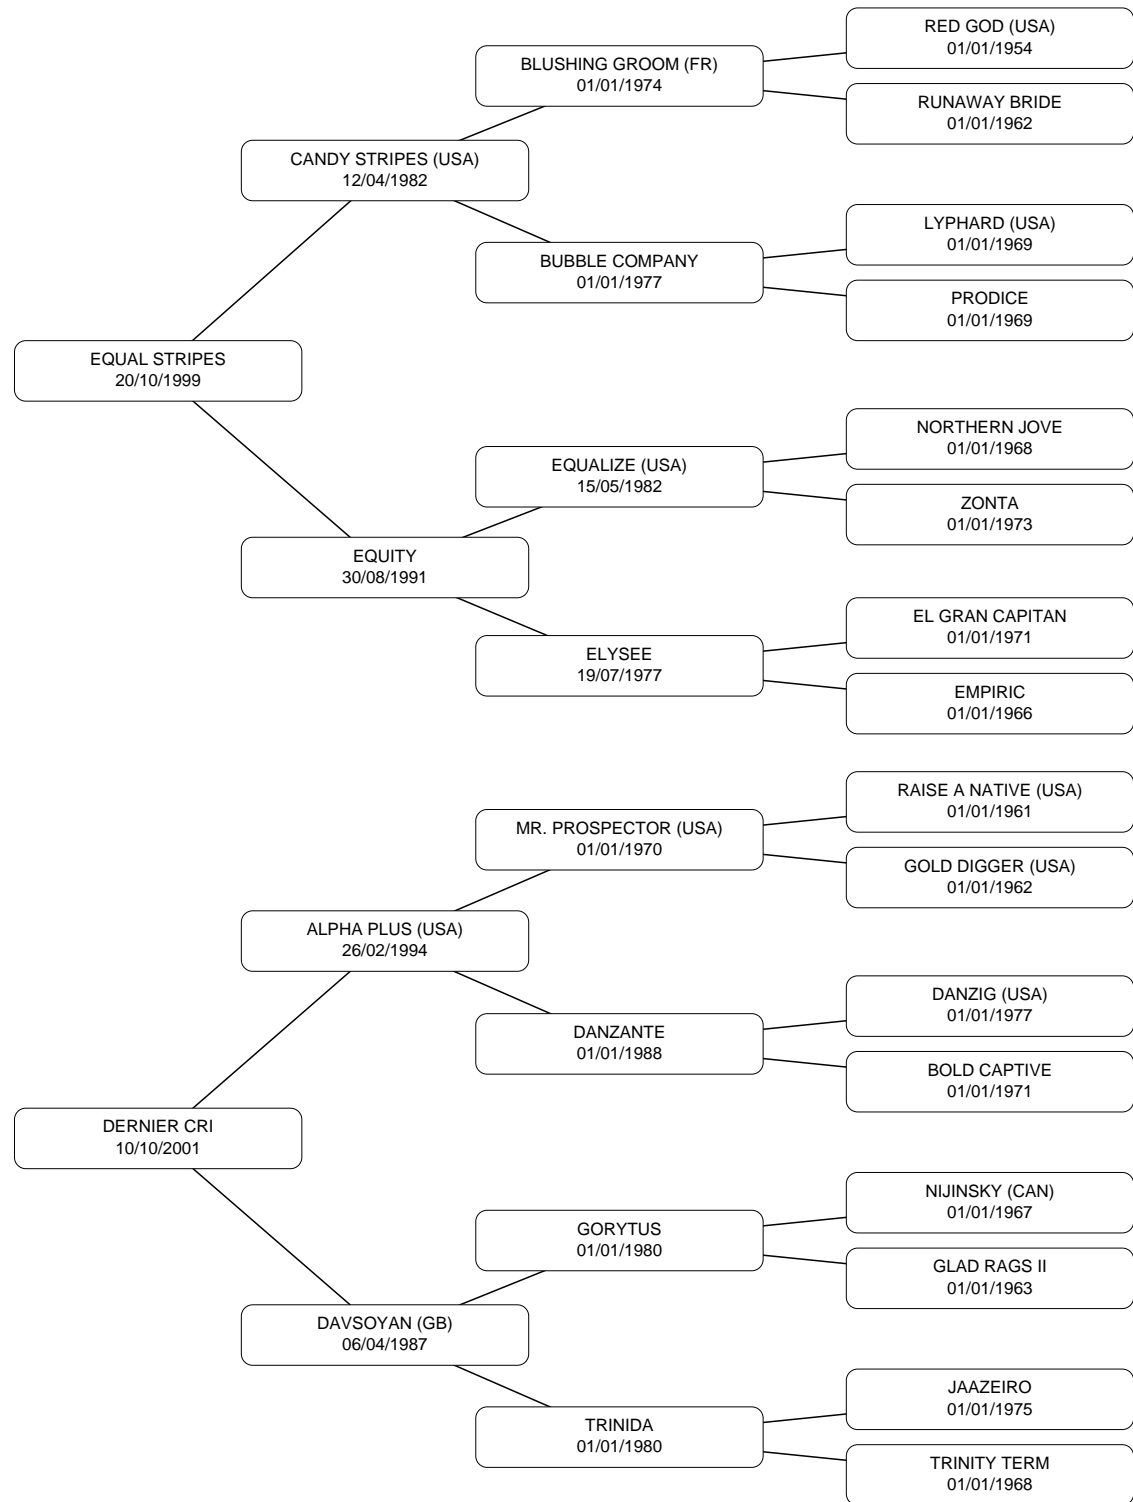 RED GOD (USA)
01/01/1954
BLUSHING GROOM (FR)
01/01/1974
RUNAWAY BRIDE
01/01/1962
CANDY STRIPES (USA)
12/04/1982
LYPHARD (USA)
01/01/1969
BUBBLE COMPANY
01/01/1977
PRODICE
01/01/1969
EQUAL STRIPES
20/10/1999
NORTHERN JOVE
01/01/1968
EQUALIZE (USA)
15/05/1982
ZONTA
01/01/1973
EQUITY
30/08/1991
EL GRAN CAPITAN
01/01/1971
ELYSEE
19/07/1977
EMPIRIC
01/01/1966
RAISE A NATIVE (USA)
01/01/1961
MR. PROSPECTOR (USA)
01/01/1970
GOLD DIGGER (USA)
01/01/1962
ALPHA PLUS (USA)
26/02/1994
DANZIG (USA)
01/01/1977
DANZANTE
01/01/1988
BOLD CAPTIVE
01/01/1971
DERNIER CRI
10/10/2001
NIJINSKY (CAN)
01/01/1967
GORYTUS
01/01/1980
GLAD RAGS II
01/01/1963
DAVSOYAN (GB)
06/04/1987
JAAZEIRO
01/01/1975
TRINIDA
01/01/1980
TRINITY TERM
01/01/1968